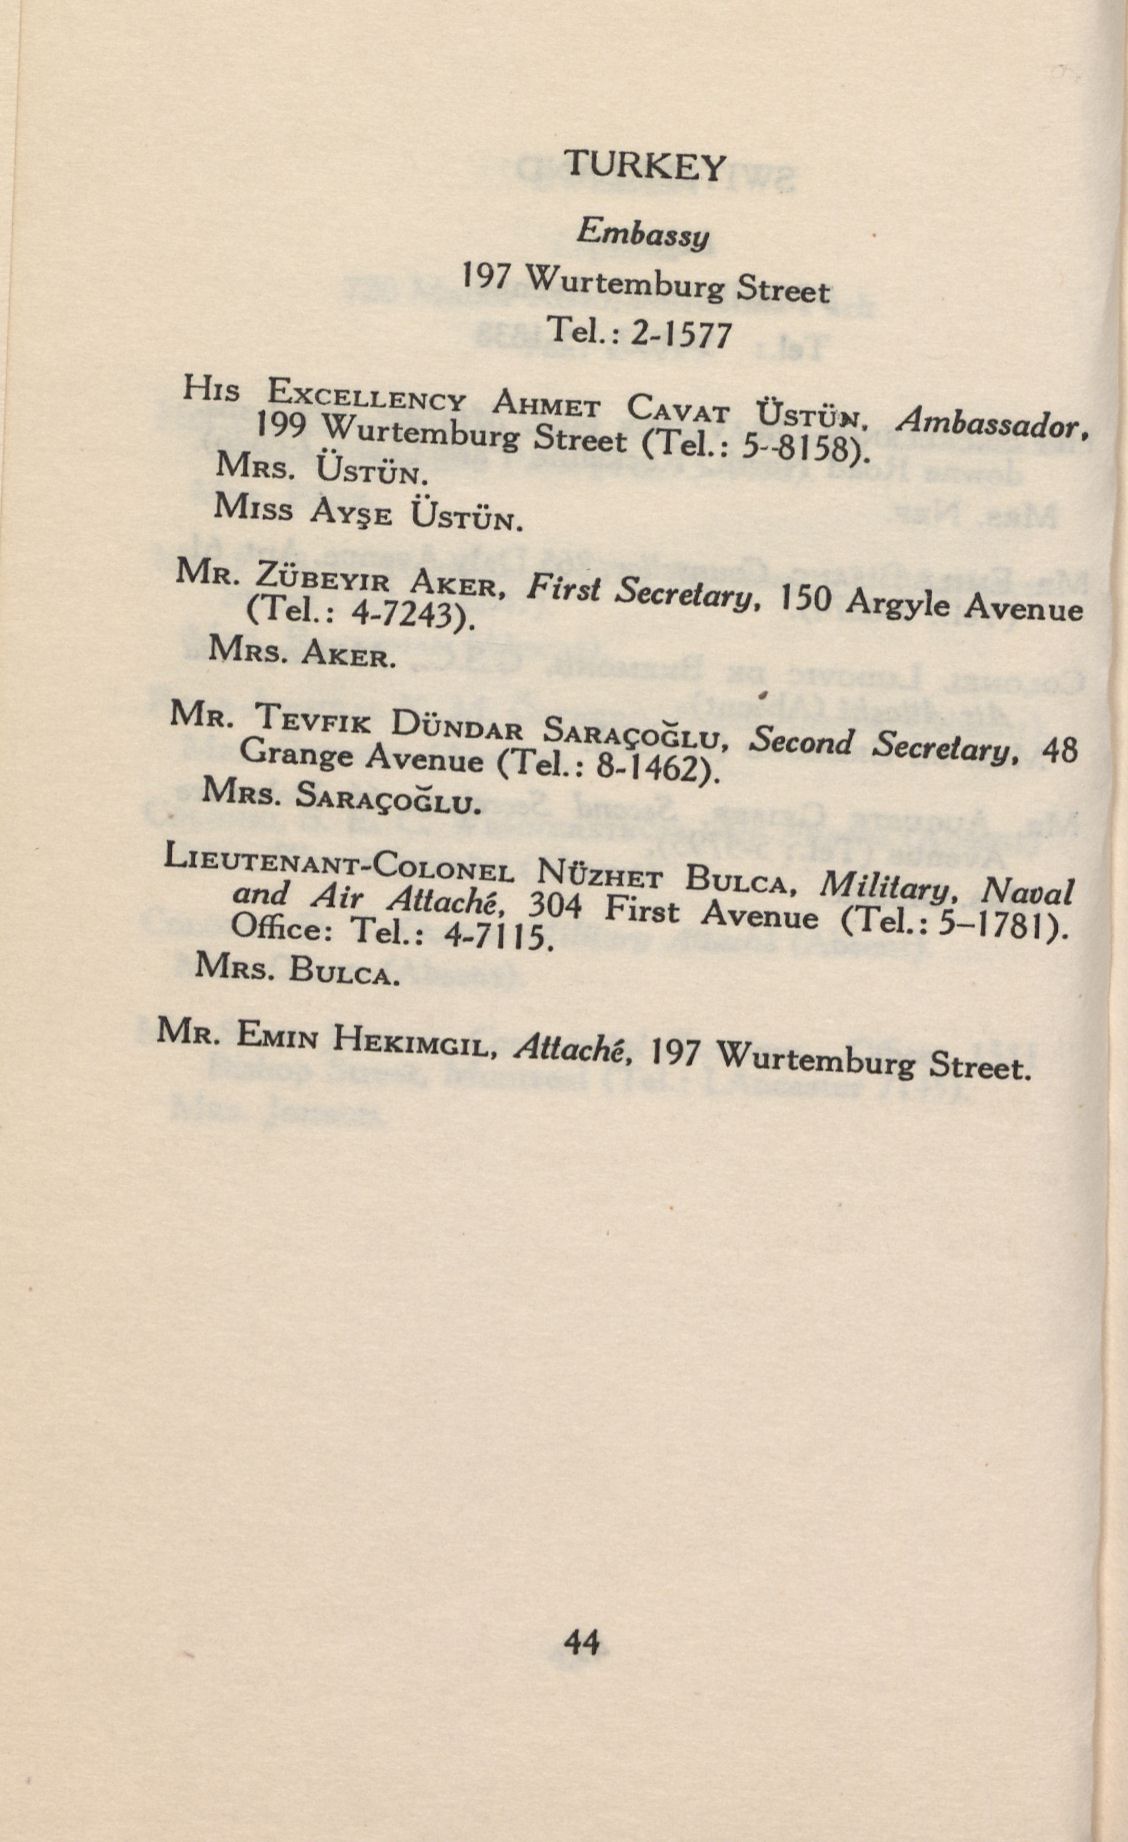 TURKEY
Embassy
197 Wurtemburg Street
Tel.: 2-1577
HIS EXCELLENCY AHMET CAVAT ÜSTÜN, Ambassador,
199 Wurtemburg Street (Tel.: 5--8158).
MRS. ÜSTÜN.
MISS AYŞE ÜSTÜN.
MR. ZÜBEYIR AKER, First Secretary, 150 Argyle Avenue
(Tel.: 4-7243).
MRS. AKER.
MR. TEVFIK DÜNDAR SARAÇOĞLU, Second Secretary, 48
Grange Avenue (Tel.: 8-1462).
MRS. SARAÇOĞLU.
LIEUTENANT-COLONEL NÜZHET BULCA, Military, Naval
and Air Attaché, 304 First Avenue (Tel.: 5–1781).
Office: Tel.: 4-7115.
MRS. BULCA.
MR. EMIN HEKIMGIL, Attaché, 197 Wurtemburg Street.
44